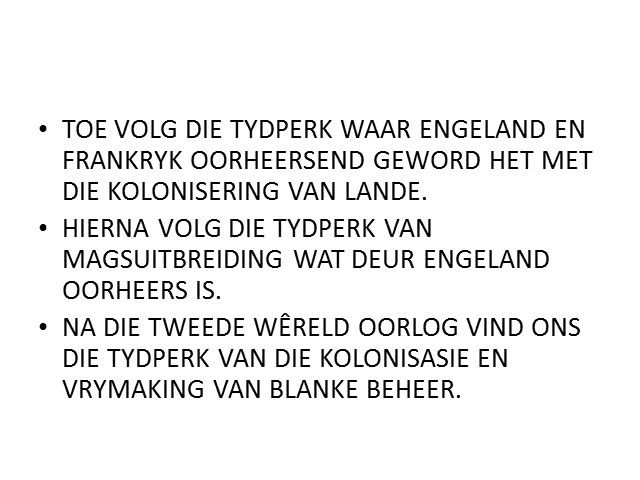 • TOE VOLG DIE TYDPERK WAAR ENGELAND EN
FRANKRYK OORHEERSEND GEWORD HET MET
DIE KOLONISERING VAN LANDE.
• HIERNA VOLG DIE TYDPERK VAN
MAGSUITBREIDING WAT DEUR ENGELAND
OORHEERS IS.
• NA DIE TWEEDE WÊRELD OORLOG VIND ONS
DIE TYDPERK VAN DIE KOLONISASIE EN
VRYMAKING VAN BLANKE BEHEER.